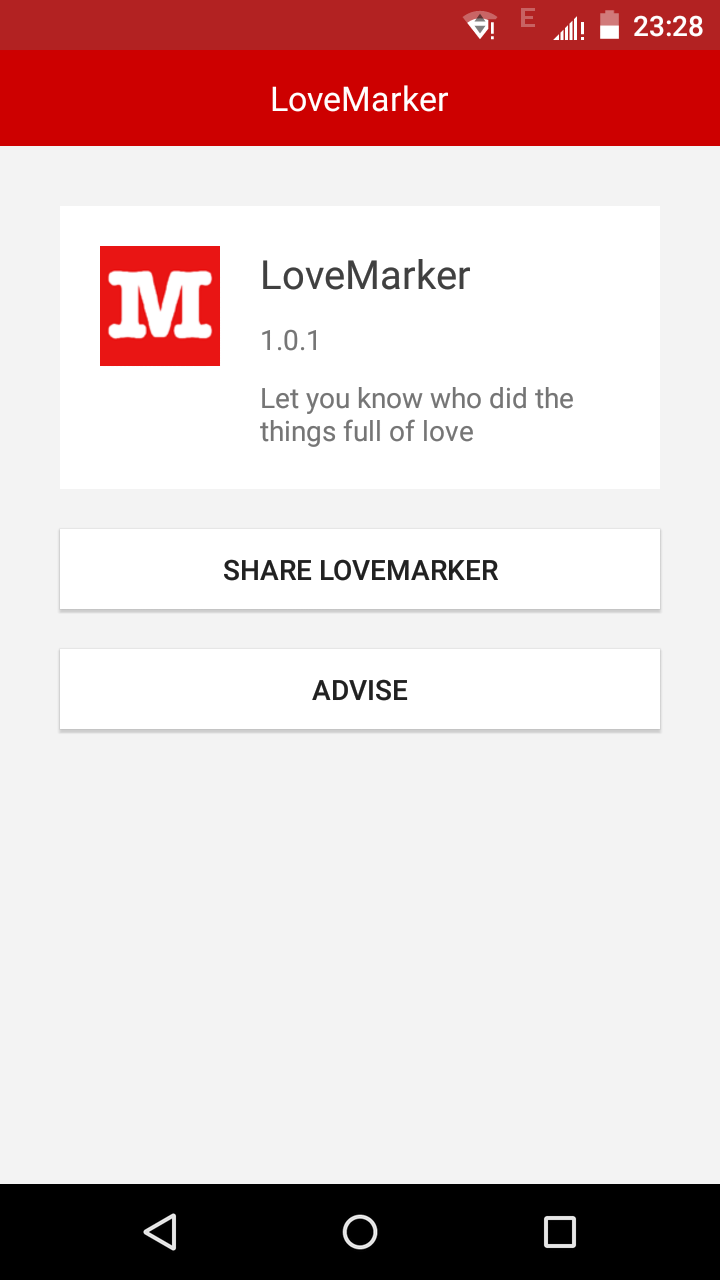 E 23:28
LoveMarker
M
LoveMarker
1.0.1
Let you know who did the
things full of love
SHARE LOVEMARKER
ADVISE